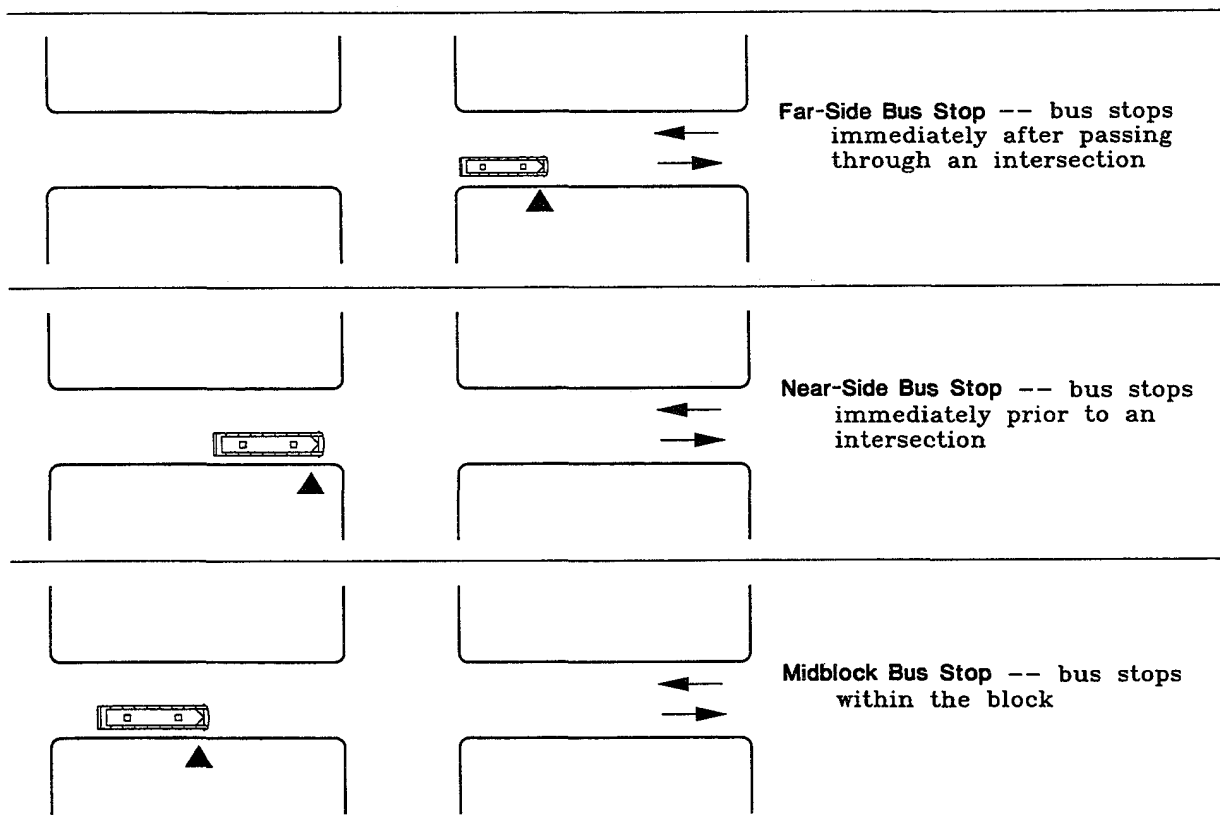 Far-Side Bus Stop -- bus stops
immediately after passing
through an intersection
Near-Side Bus Stop -- bus stops
immediately prior to an
intersection
Midblock Bus Stop -- bus stops
within the block